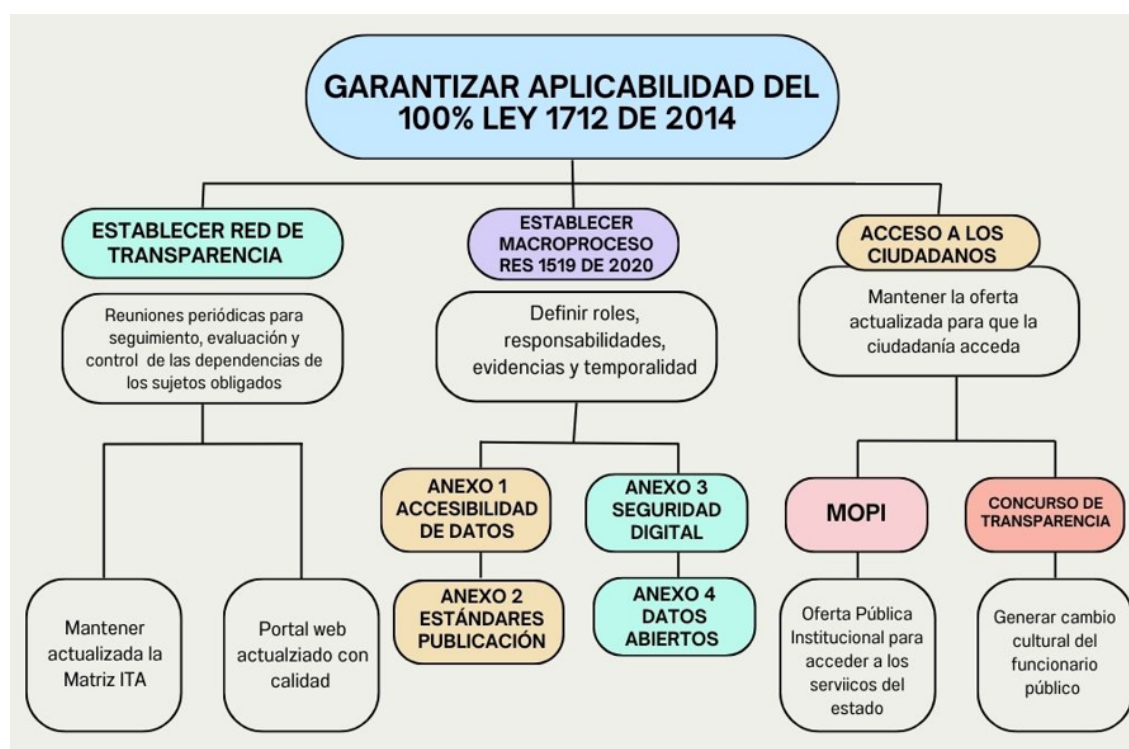 GARANTIZAR APLICABILIDAD DEL
100% LEY 1712 DE 2014
ESTABLECER RED DE
TRANSPARENCIA
Reuniones periódicas para
seguimiento, evaluación y
control de las dependencias de
los sujetos obligados
Mantener
actualizada la
Matriz ITA
Portal web
actualziado con
calidad
ESTABLECER
MACROPROCESO
RES 1519 DE 2020
Definir roles,
responsabilidades,
evidencias y temporalidad
ANEXO 1
ACCESIBILIDAD
DE DATOS
ANEXO 2
ESTÁNDARES
PUBLICACIÓN
ANEXO 3
SEGURIDAD
DIGITAL
ANEXO 4
DATOS
ABIERTOS
ACCESO A LOS
CIUDADANOS
Mantener la oferta
actualizada para que la
ciudadanía acceda
MOPI
Oferta Pública
Institucional para
acceder a los
serviicos del
estado
CONCURSO DE
TRANSPARENCIA
Generar cambio
cultural del
funcionario
público